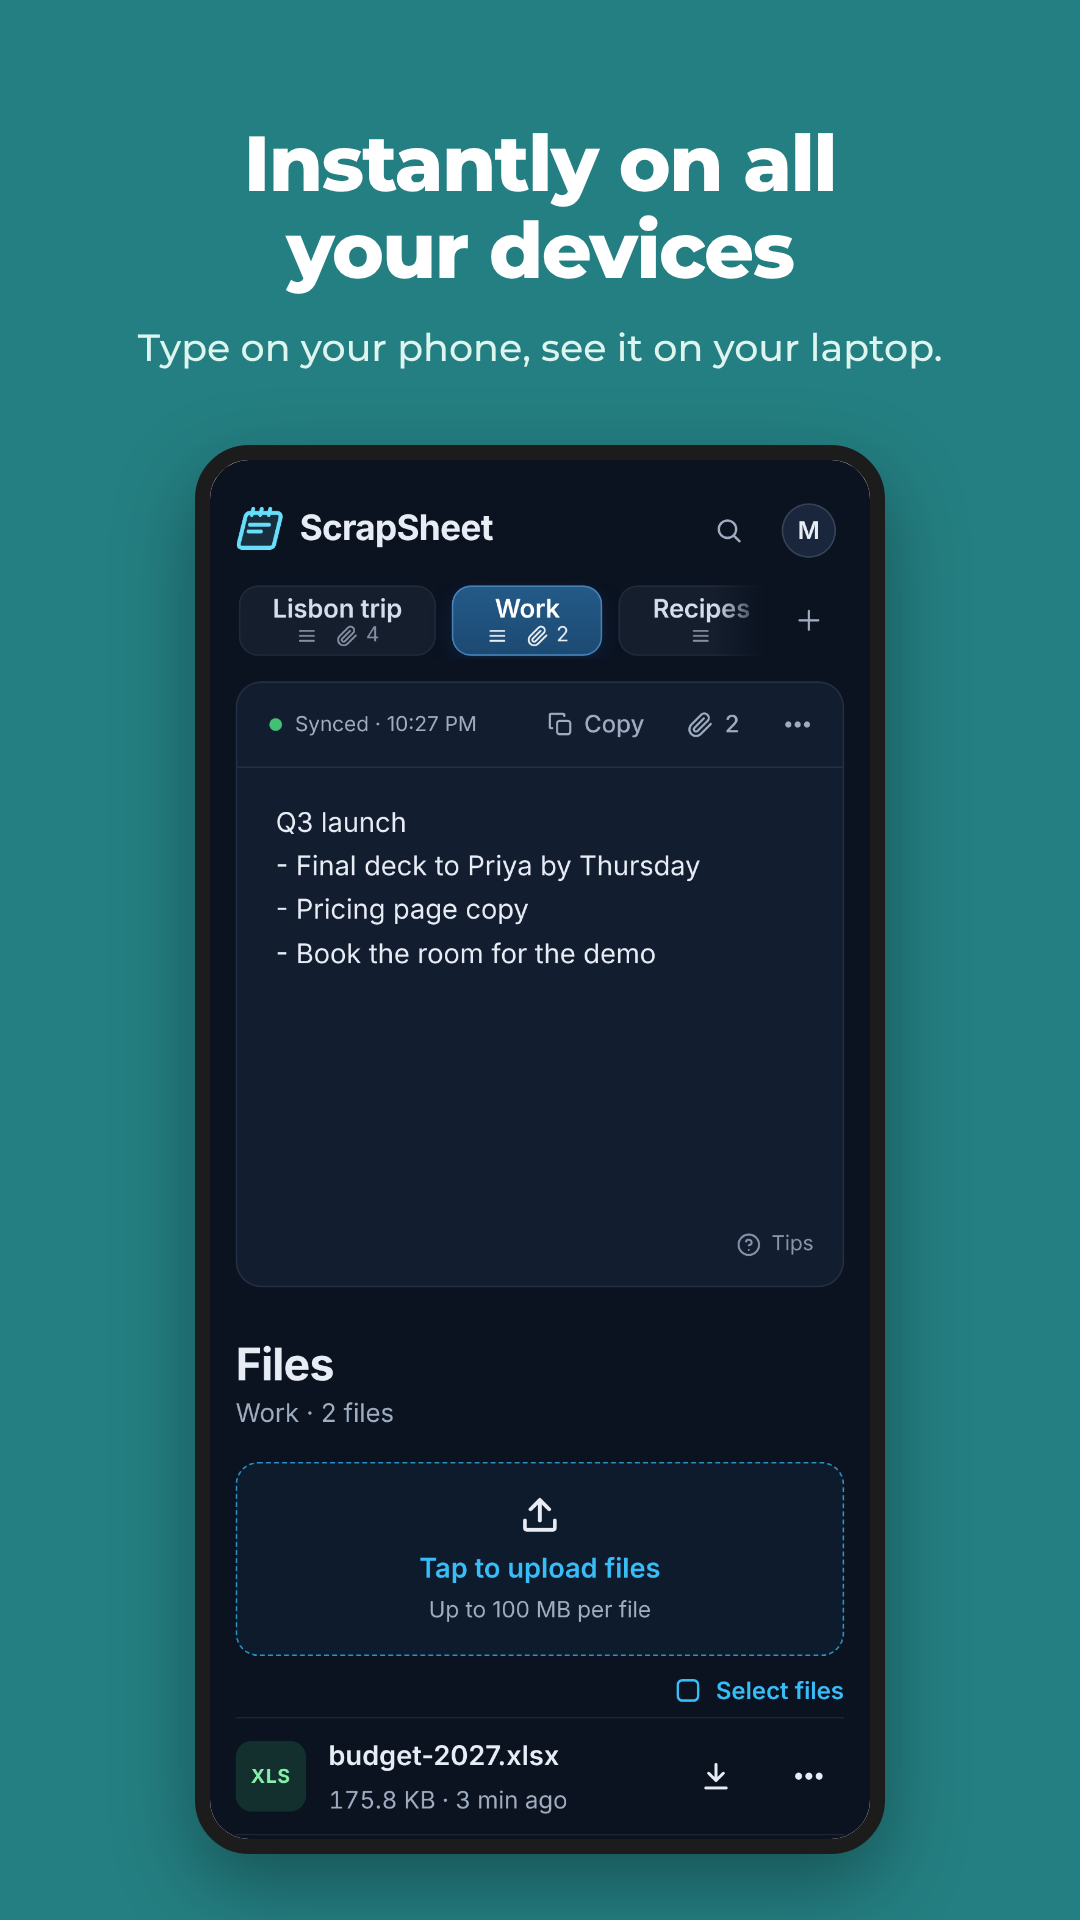 Instantly on all
your devices
Type on your phone, see it on your laptop.
ScrapSheet
M
Lisbon trip
4
Work
2
Recipes
Synced · 10:27 PM
Copy
2
Q3 launch
- Final deck to Priya by Thursday
- Pricing page copy
- Book the room for the demo
Tips
Files
Work · 2 files
Tap to upload files
Up to 100 MB per file
Select files
XLS
budget-2027.xlsx
175.8 KB · 3 min ago